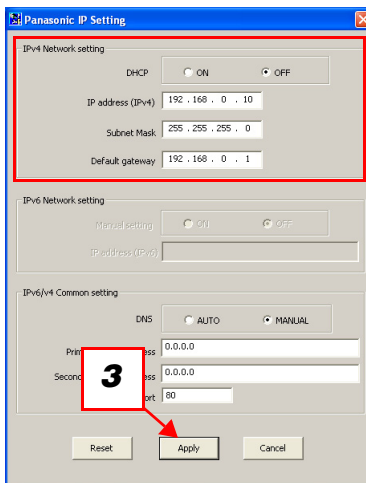 Panasonic IP Setting
IPv4 Network setting
DHCP ON OFF
IP address (IPv4) 192 . 168 . 0 . 10
Subnet Mask 255 . 255 . 255 . 0
Default gateway 192 . 168 . 0 . 1
IPv6 Network setting
Manual setting ON OFF
IP address (IPv6)
IPv6/v4 Common setting
DNS AUTO MANUAL
0.0.0.0
0.0.0.0
80
3
Reset Apply Cancel